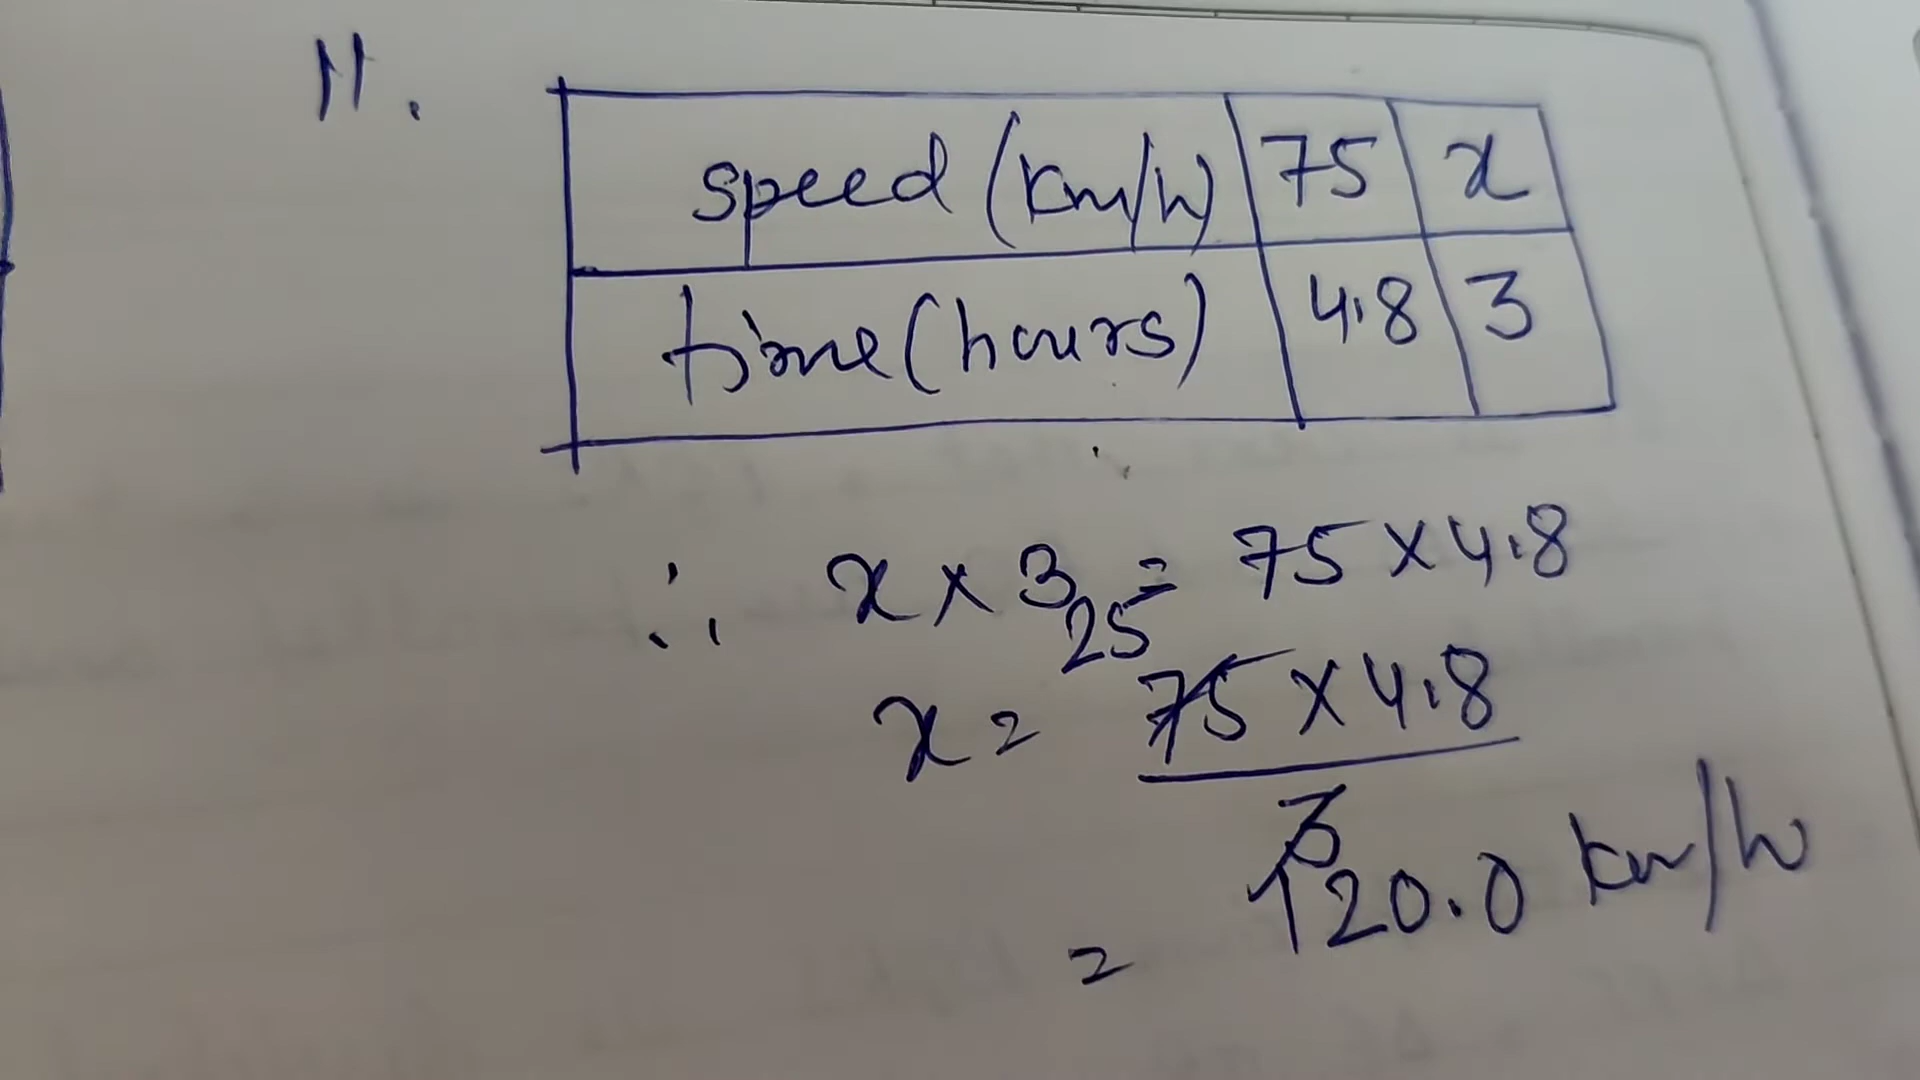 11.
speed (km/h) 75 x
time (hours) 4.8 3
∴ x × 3 = 75 × 4.8
25
x = 75 × 4.8
3
= 120.0 km/h